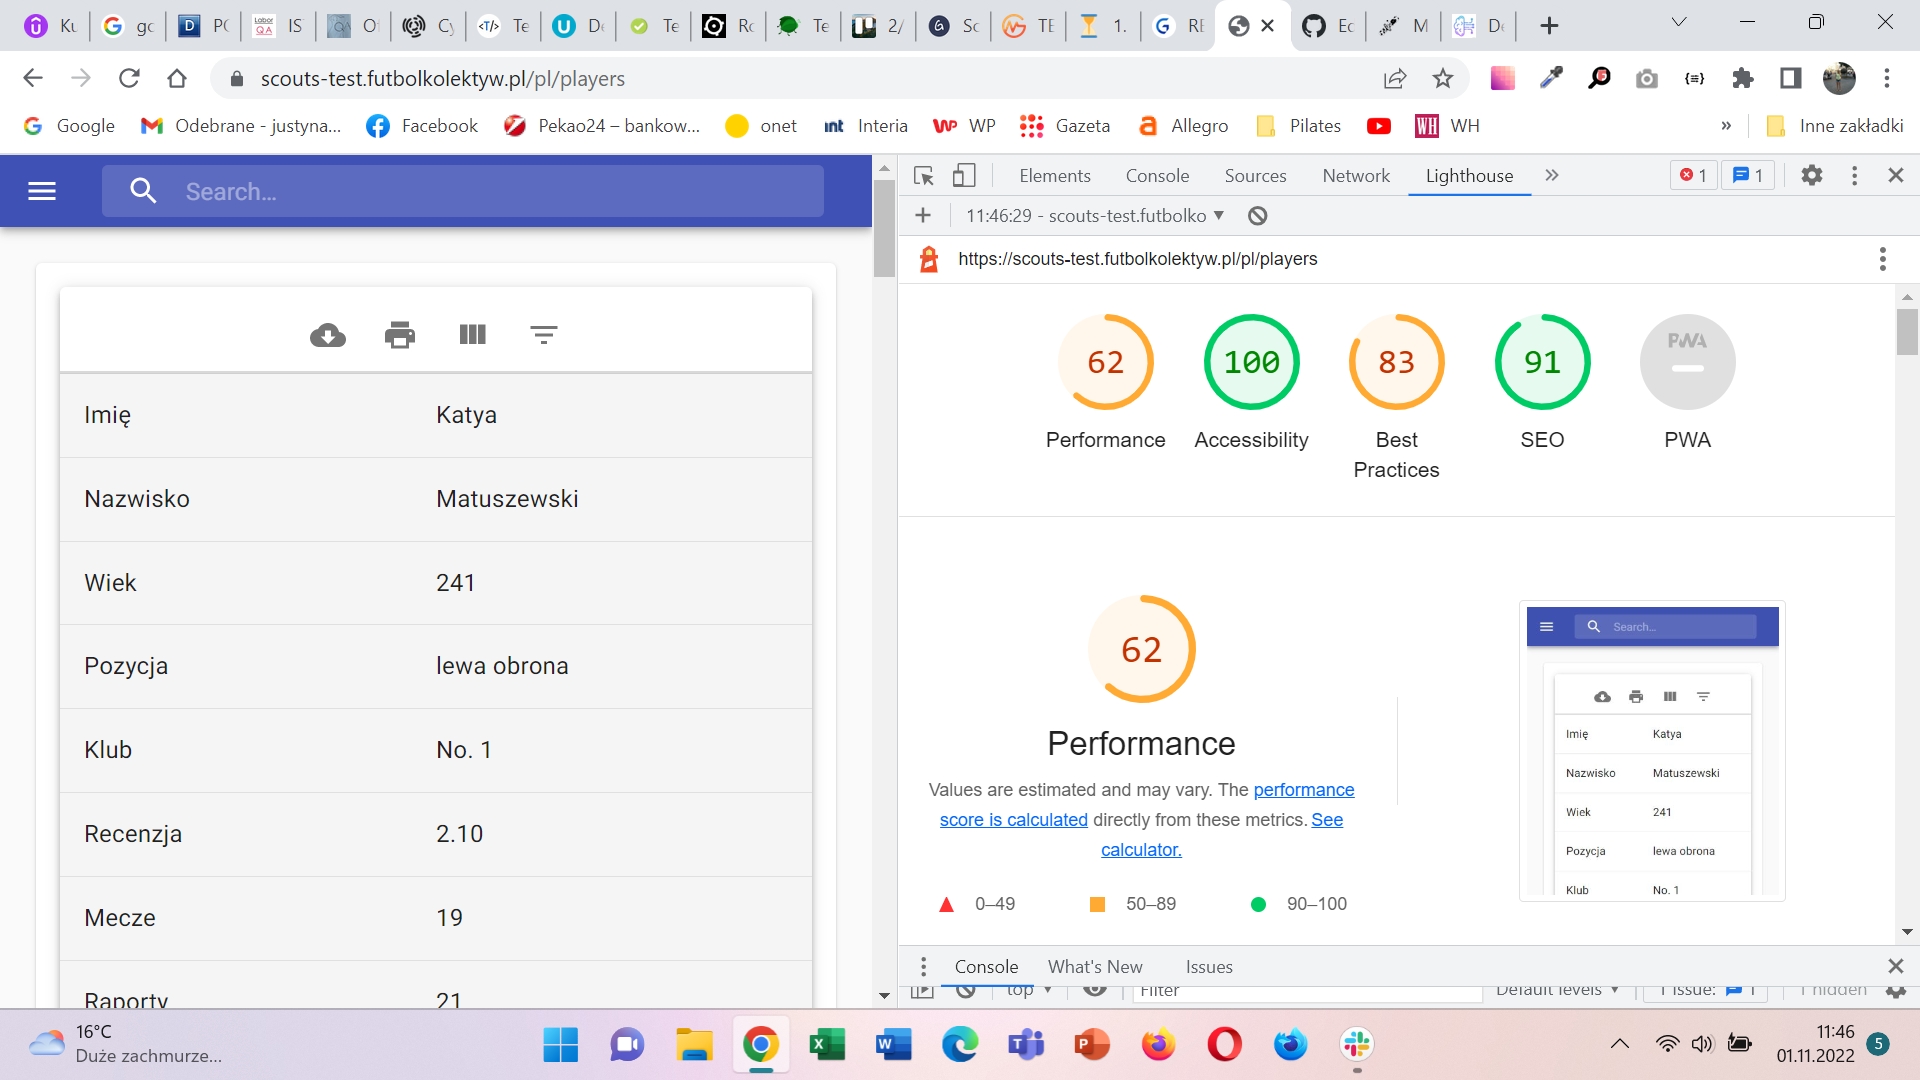 Kι
gc
PC
IS
O
Cy
Te
De
Te
Rc
Te
2/
Sc
TE
1.
RE
Ec
M
De
scouts-test.futbolkolektyw.pl/pl/players
Google
Odebrane - justyna...
Facebook
Pekao24 – bankow...
onet
Interia
WP
Gazeta
Allegro
Pilates
WH
»
Inne zakładki
Search...
Imię Katya
Nazwisko Matuszewski
Wiek 241
Pozycja lewa obrona
Klub No. 1
Recenzja 2.10
Mecze 19
Raporty 21
Elements Console Sources Network Lighthouse » 1 1
11:46:29 - scouts-test.futbolko
https://scouts-test.futbolkolektyw.pl/pl/players
62 100 83 91 PWA
Performance Accessibility Best Practices SEO PWA
62
Performance
Values are estimated and may vary. The performance
score is calculated directly from these metrics. See
calculator.
0–49 50–89 90–100
Search...
Imię Katya
Nazwisko Matuszewski
Wiek 241
Pozycja lewa obrona
Klub No. 1
Console What's New Issues
top Filter Default levels 1 Issue: 1 1 hidden
16°C
Duże zachmurze...
11:46
01.11.2022
5